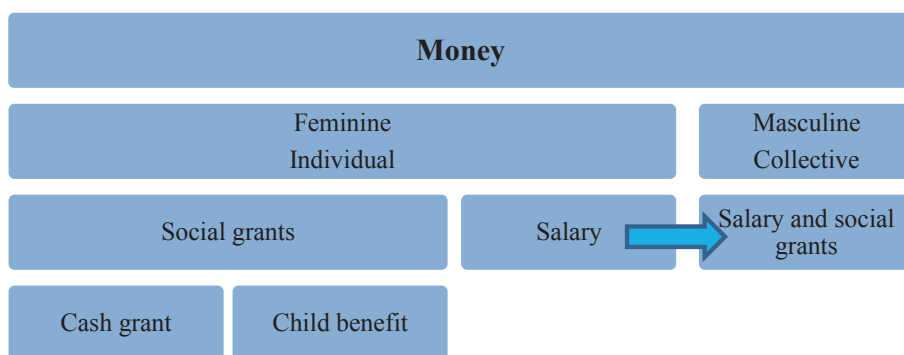 Money
Feminine
Individual
Masculine
Collective
Social grants
Salary
Salary and social
grants
Cash grant
Child benefit